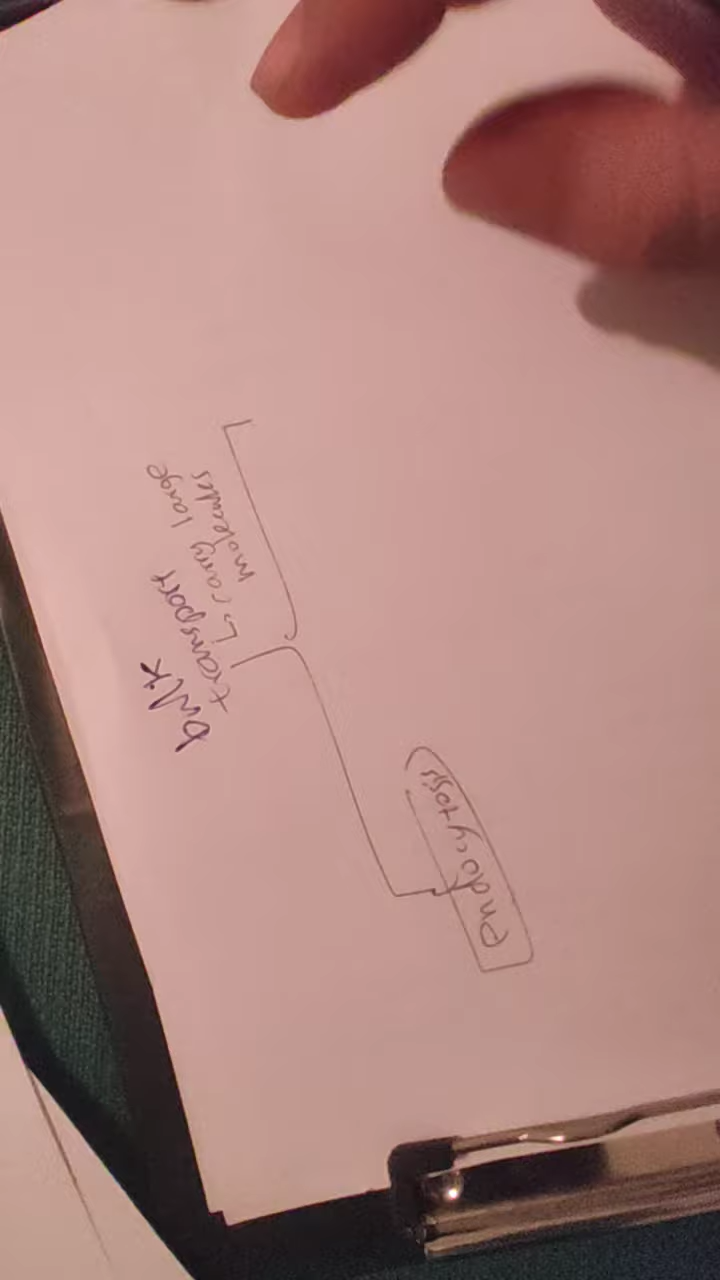 bulk
transport
↳ carry large
molecules
endocytosis